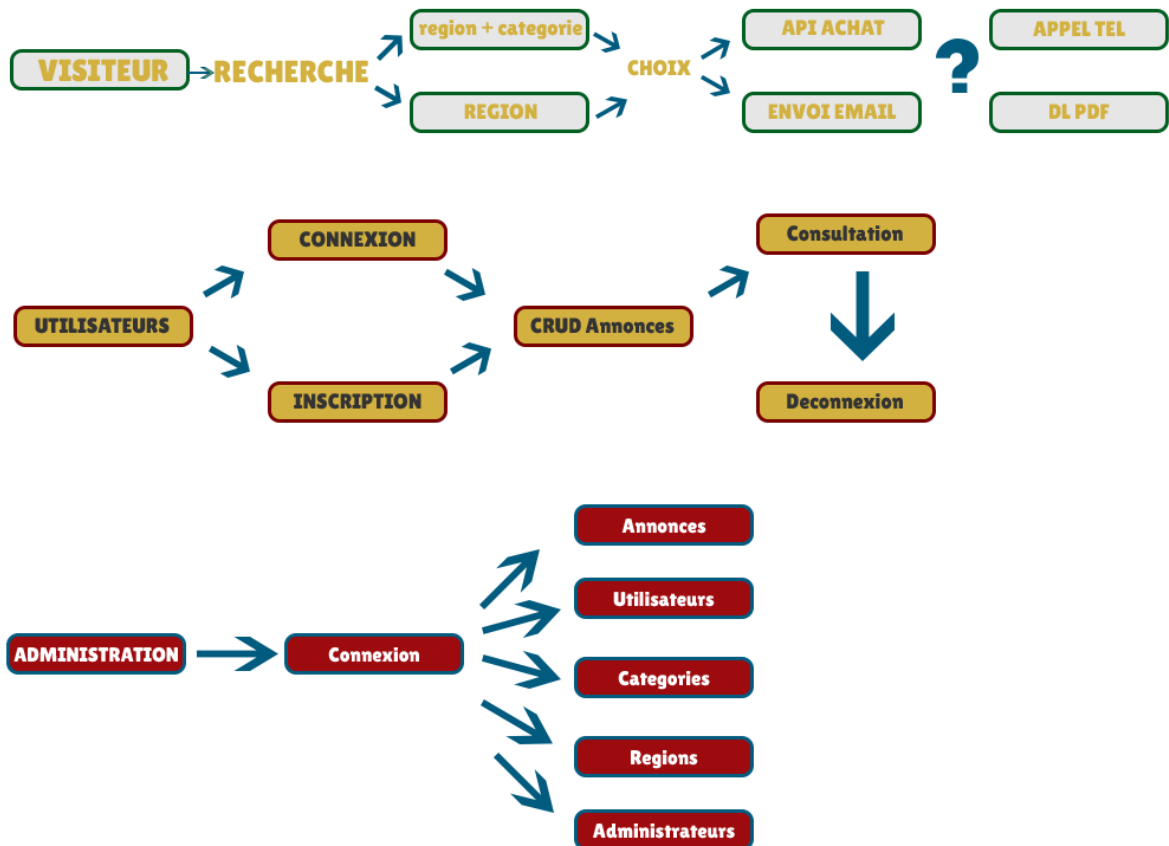 VISITEUR
RECHERCHE
region + categorie
REGION
CHOIX
API ACHAT
ENVOI EMAIL
?
APPEL TEL
DL PDF
UTILISATEURS
CONNEXION
INSCRIPTION
CRUD Annonces
Consultation
Deconnexion
ADMINISTRATION
Connexion
Annonces
Utilisateurs
Categories
Regions
Administrateurs